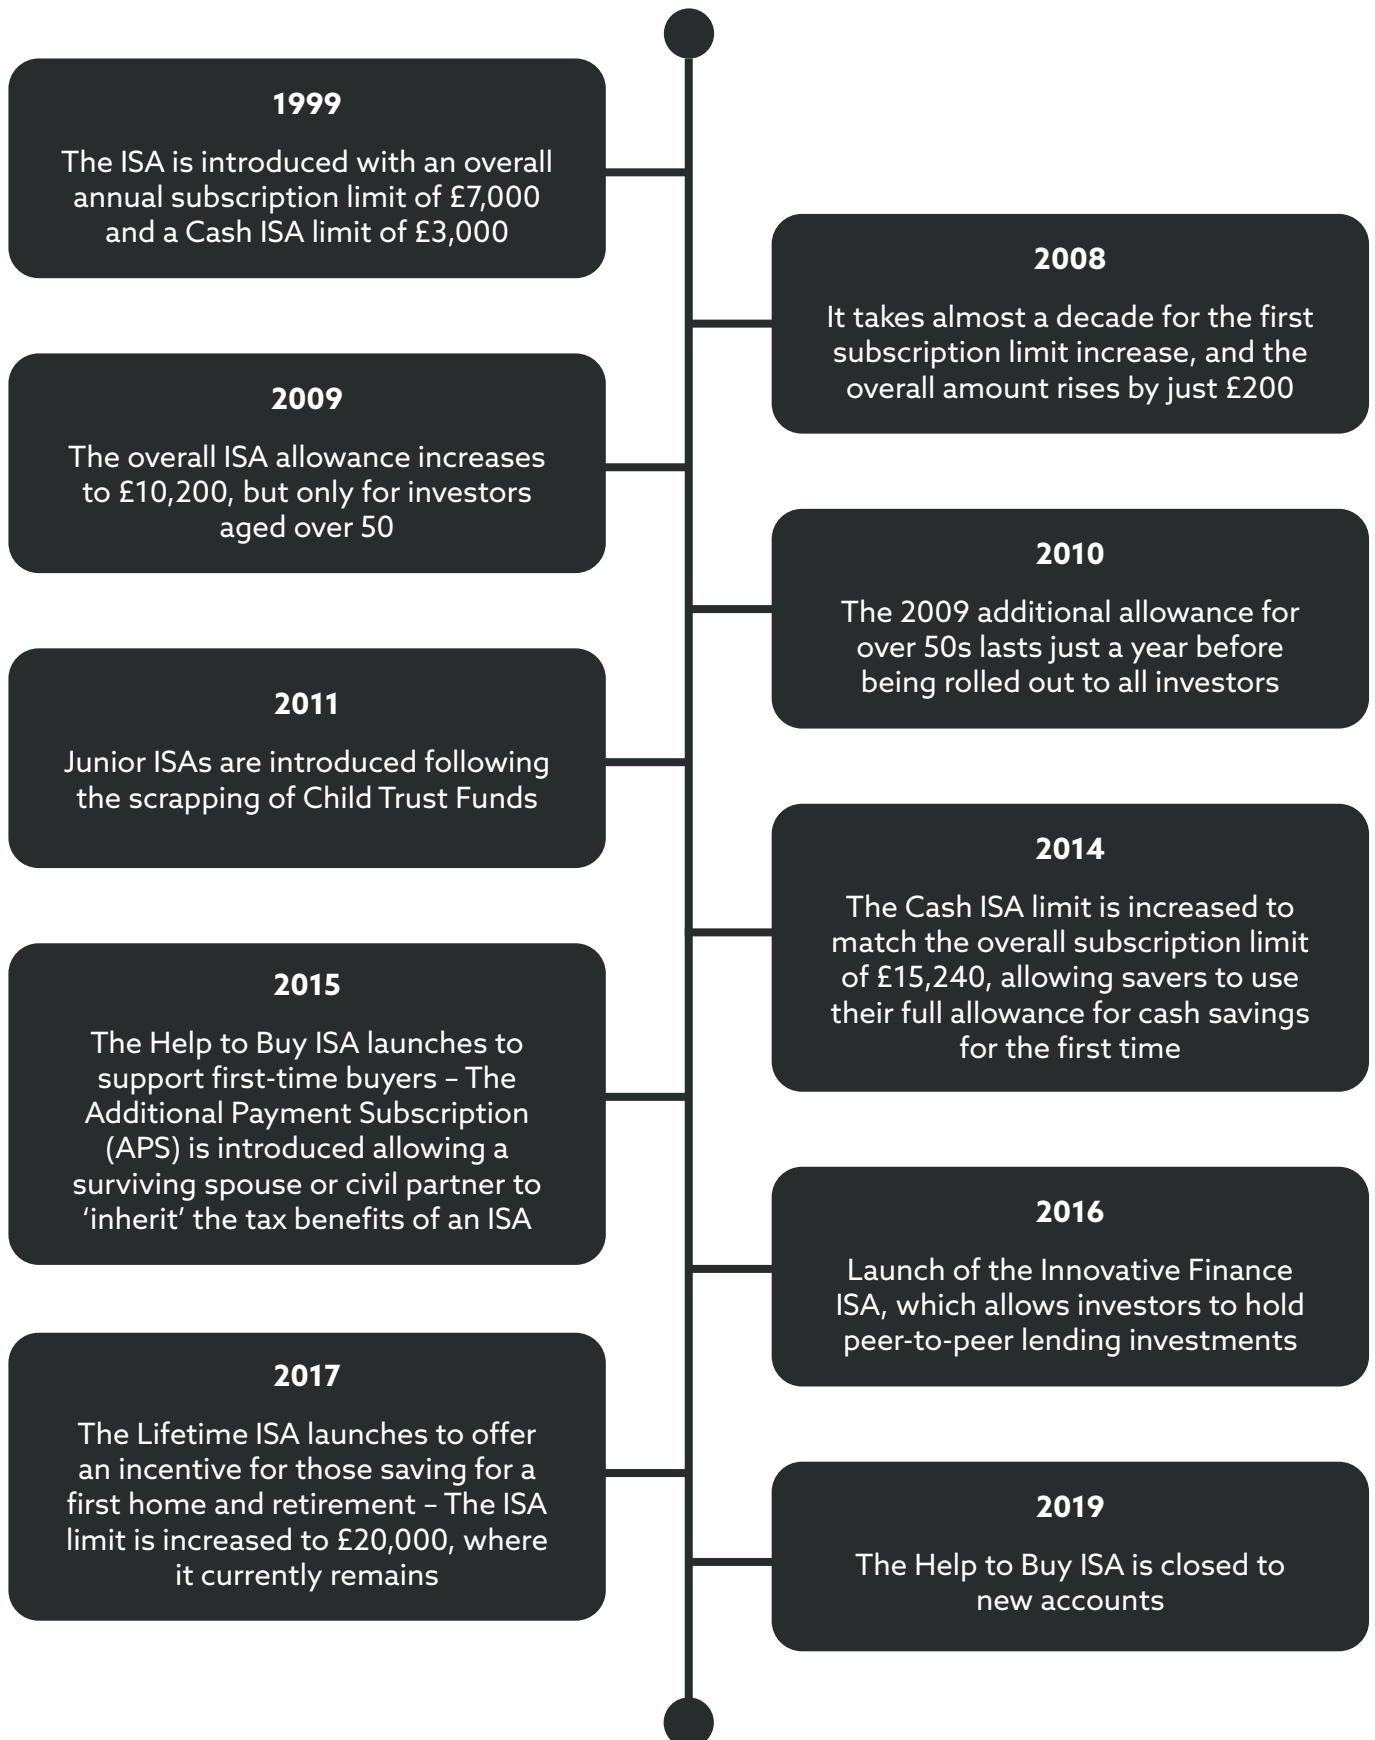 1999
The ISA is introduced with an overall
annual subscription limit of £7,000
and a Cash ISA limit of £3,000
2008
It takes almost a decade for the first
subscription limit increase, and the
overall amount rises by just £200
2009
The overall ISA allowance increases
to £10,200, but only for investors
aged over 50
2010
The 2009 additional allowance for
over 50s lasts just a year before
being rolled out to all investors
2011
Junior ISAs are introduced following
the scrapping of Child Trust Funds
2014
The Cash ISA limit is increased to
match the overall subscription limit
of £15,240, allowing savers to use
their full allowance for cash savings
for the first time
2015
The Help to Buy ISA launches to
support first-time buyers – The
Additional Payment Subscription
(APS) is introduced allowing a
surviving spouse or civil partner to
‘inherit’ the tax benefits of an ISA
2016
Launch of the Innovative Finance
ISA, which allows investors to hold
peer-to-peer lending investments
2017
The Lifetime ISA launches to offer
an incentive for those saving for a
first home and retirement – The ISA
limit is increased to £20,000, where
it currently remains
2019
The Help to Buy ISA is closed to
new accounts